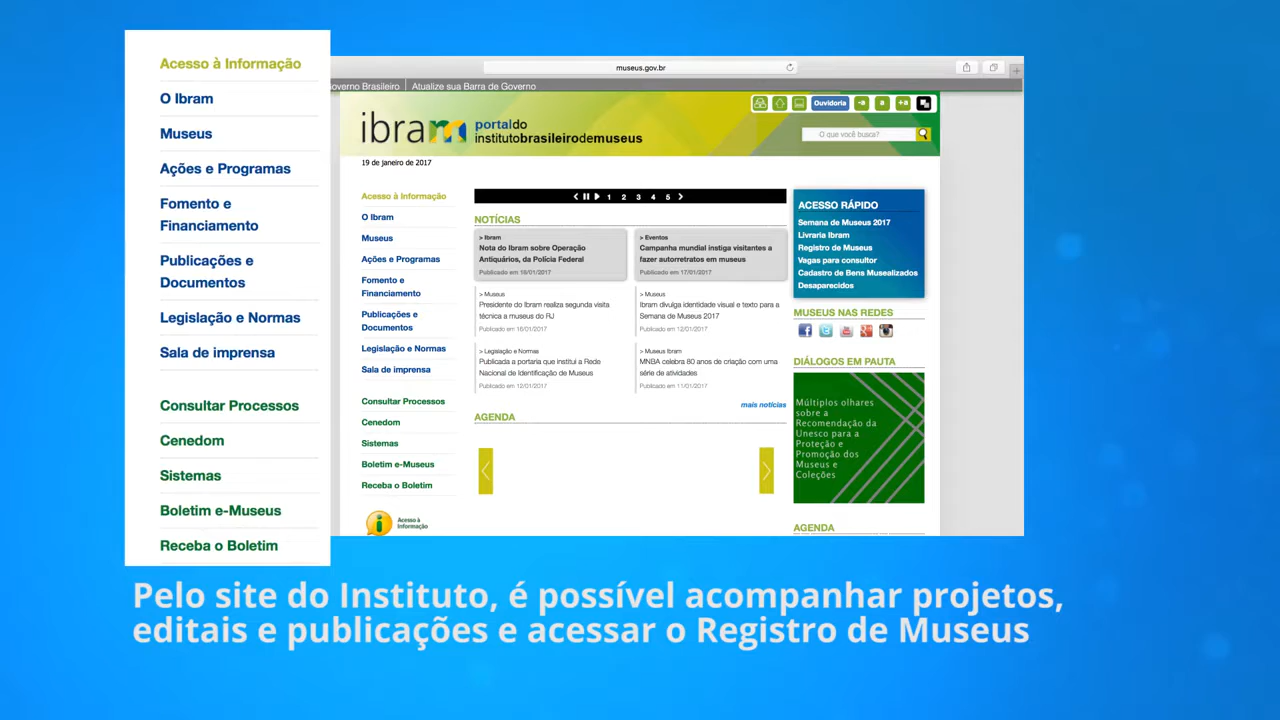 Acesso à Informação
O Ibram
Museus
Ações e Programas
Fomento e
Financiamento
Publicações e
Documentos
Legislação e Normas
Sala de imprensa
Consultar Processos
Cenedom
Sistemas
Boletim e-Museus
Receba o Boletim
museus.gov.br
overno Brasileiro
Atualize sua Barra de Governo
ibram
portaldo
institutobrasileirodemuseus
Ouvidoria
-a
a
+a
O que você busca?
19 de janeiro de 2017
Acesso à Informação
O Ibram
Museus
Ações e Programas
Fomento e
Financiamento
Publicações e
Documentos
Legislação e Normas
Sala de imprensa
Consultar Processos
Cenedom
Sistemas
Boletim e-Museus
Receba o Boletim
Acesso à
Informação
1 2 3 4 5
NOTÍCIAS
> Ibram
Nota do Ibram sobre Operação
Antiquários, da Polícia Federal
Publicado em 18/01/2017
> Eventos
Campanha mundial instiga visitantes a
fazer autorretratos em museus
Publicado em 17/01/2017
> Museus
Presidente do Ibram realiza segunda visita
técnica a museus do RJ
Publicado em 16/01/2017
> Museus
Ibram divulga identidade visual e texto para a
Semana de Museus 2017
Publicado em 12/01/2017
> Legislação e Normas
Publicada a portaria que institui a Rede
Nacional de Identificação de Museus
Publicado em 12/01/2017
> Museus Ibram
MNBA celebra 80 anos de criação com uma
série de atividades
Publicado em 11/01/2017
mais notícias
AGENDA
ACESSO RÁPIDO
Semana de Museus 2017
Livraria Ibram
Registro de Museus
Vagas para consultor
Cadastro de Bens Musealizados
Desaparecidos
MUSEUS NAS REDES
DIÁLOGOS EM PAUTA
Múltiplos olhares
sobre a
Recomendação da
Unesco para a
Proteção e
Promoção dos
Museus e
Coleções
AGENDA
Pelo site do Instituto, é possível acompanhar projetos,
editais e publicações e acessar o Registro de Museus